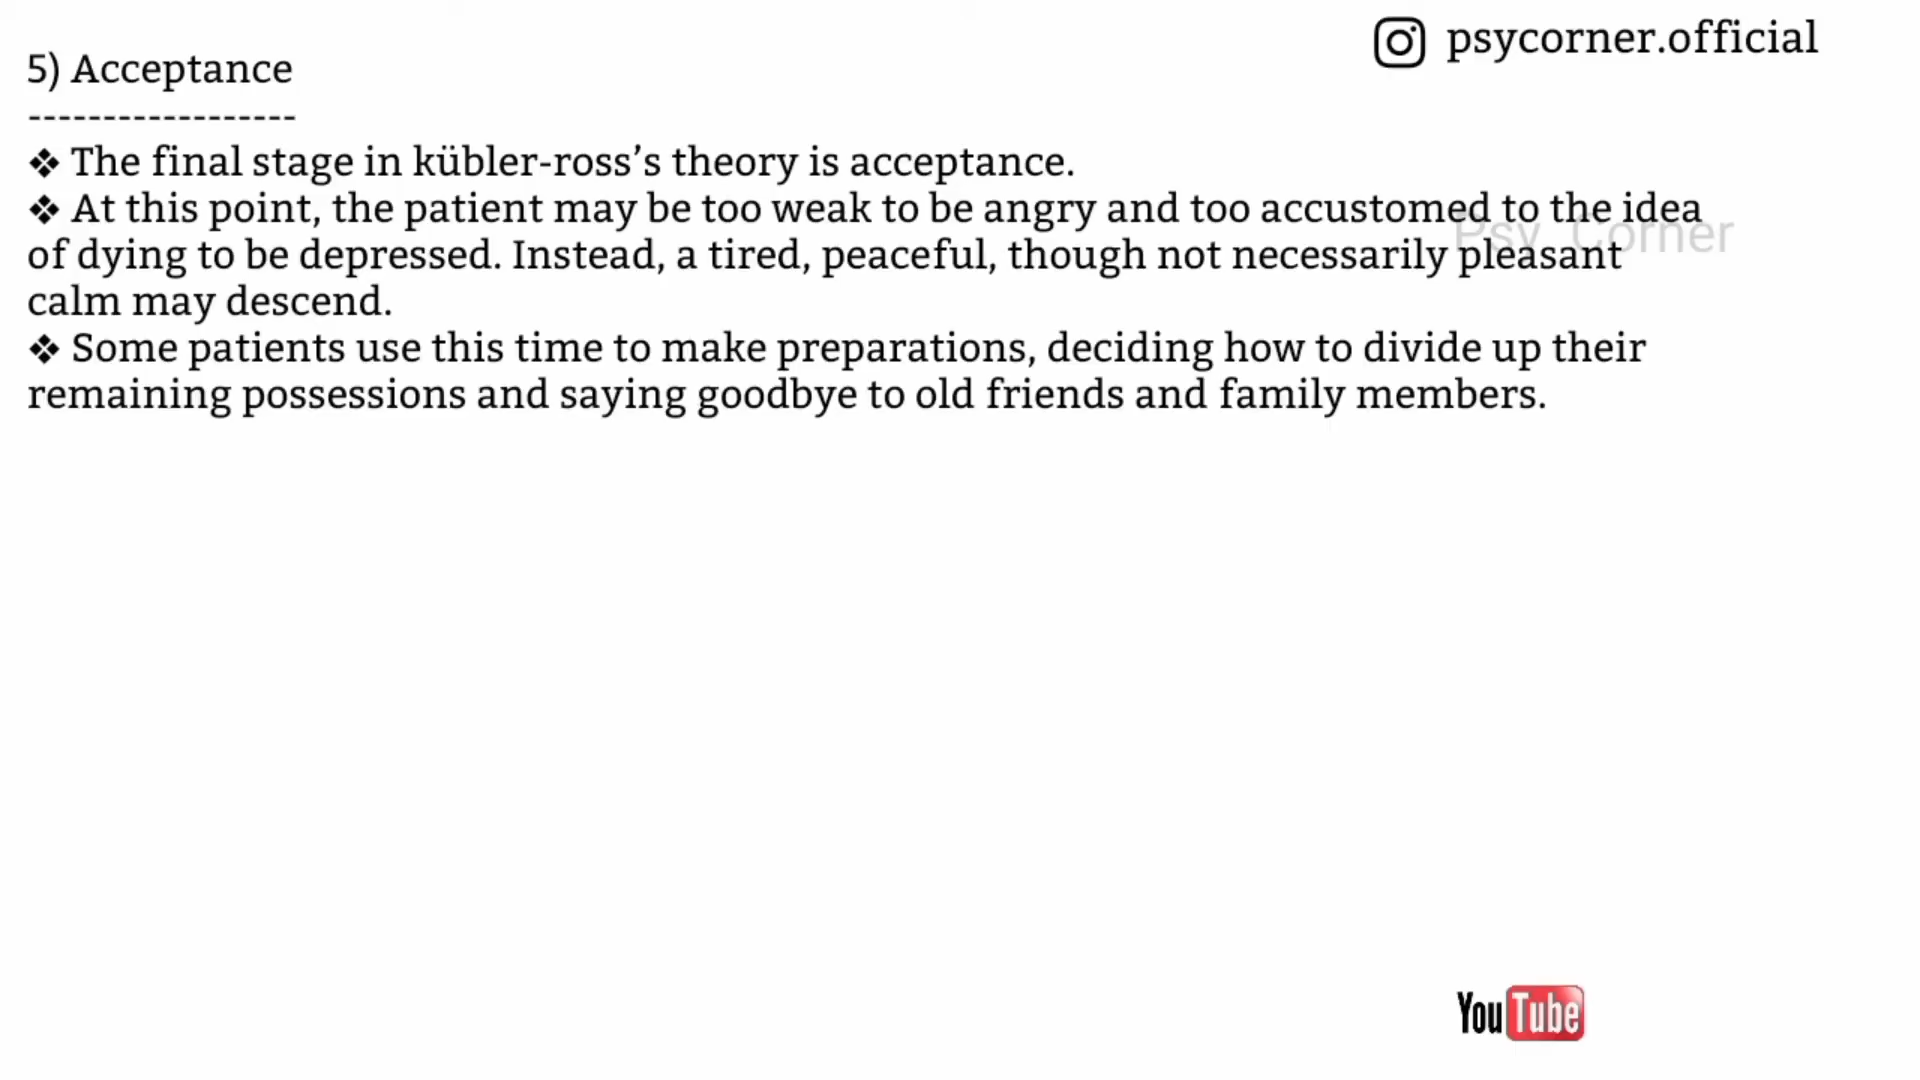 psycorner.official
5) Acceptance
------------------
❖ The final stage in kübler-ross’s theory is acceptance.
❖ At this point, the patient may be too weak to be angry and too accustomed to the idea
of dying to be depressed. Instead, a tired, peaceful, though not necessarily pleasant
calm may descend.
❖ Some patients use this time to make preparations, deciding how to divide up their
remaining possessions and saying goodbye to old friends and family members.
Psy Corner
YouTube